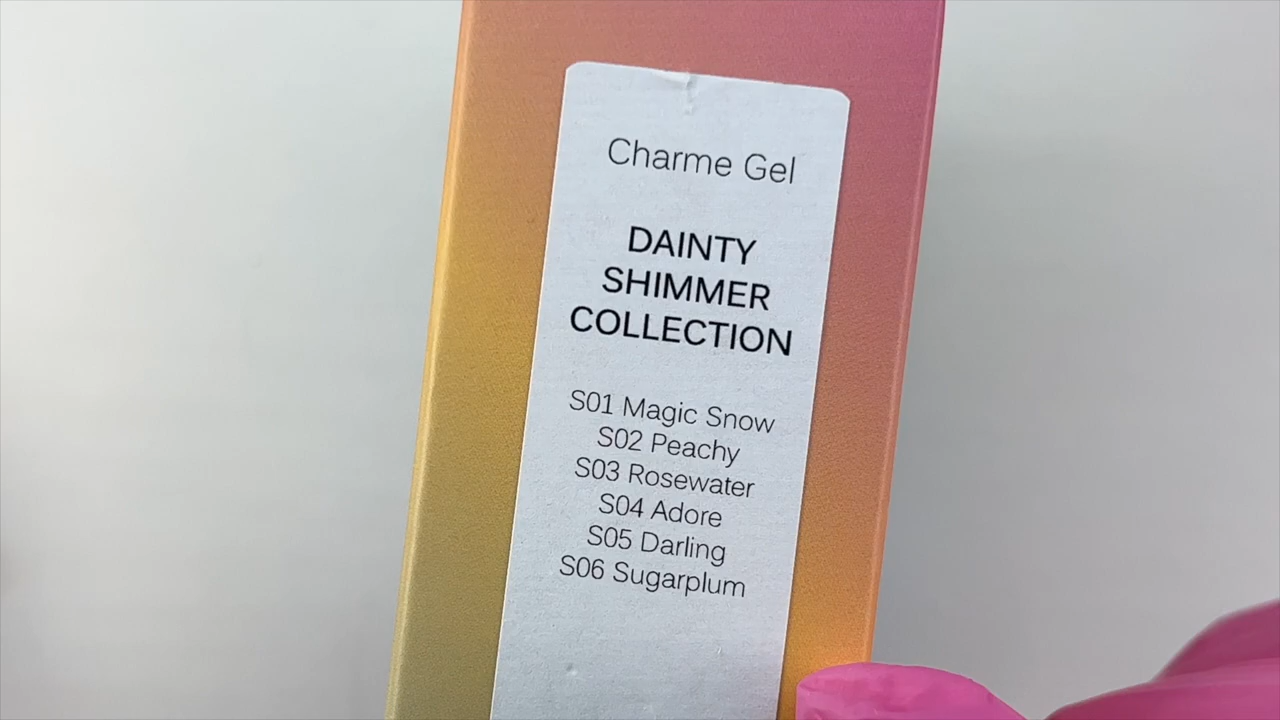 Charme Gel
DAINTY
SHIMMER
COLLECTION
S01 Magic Snow
S02 Peachy
S03 Rosewater
S04 Adore
S05 Darling
S06 Sugarplum